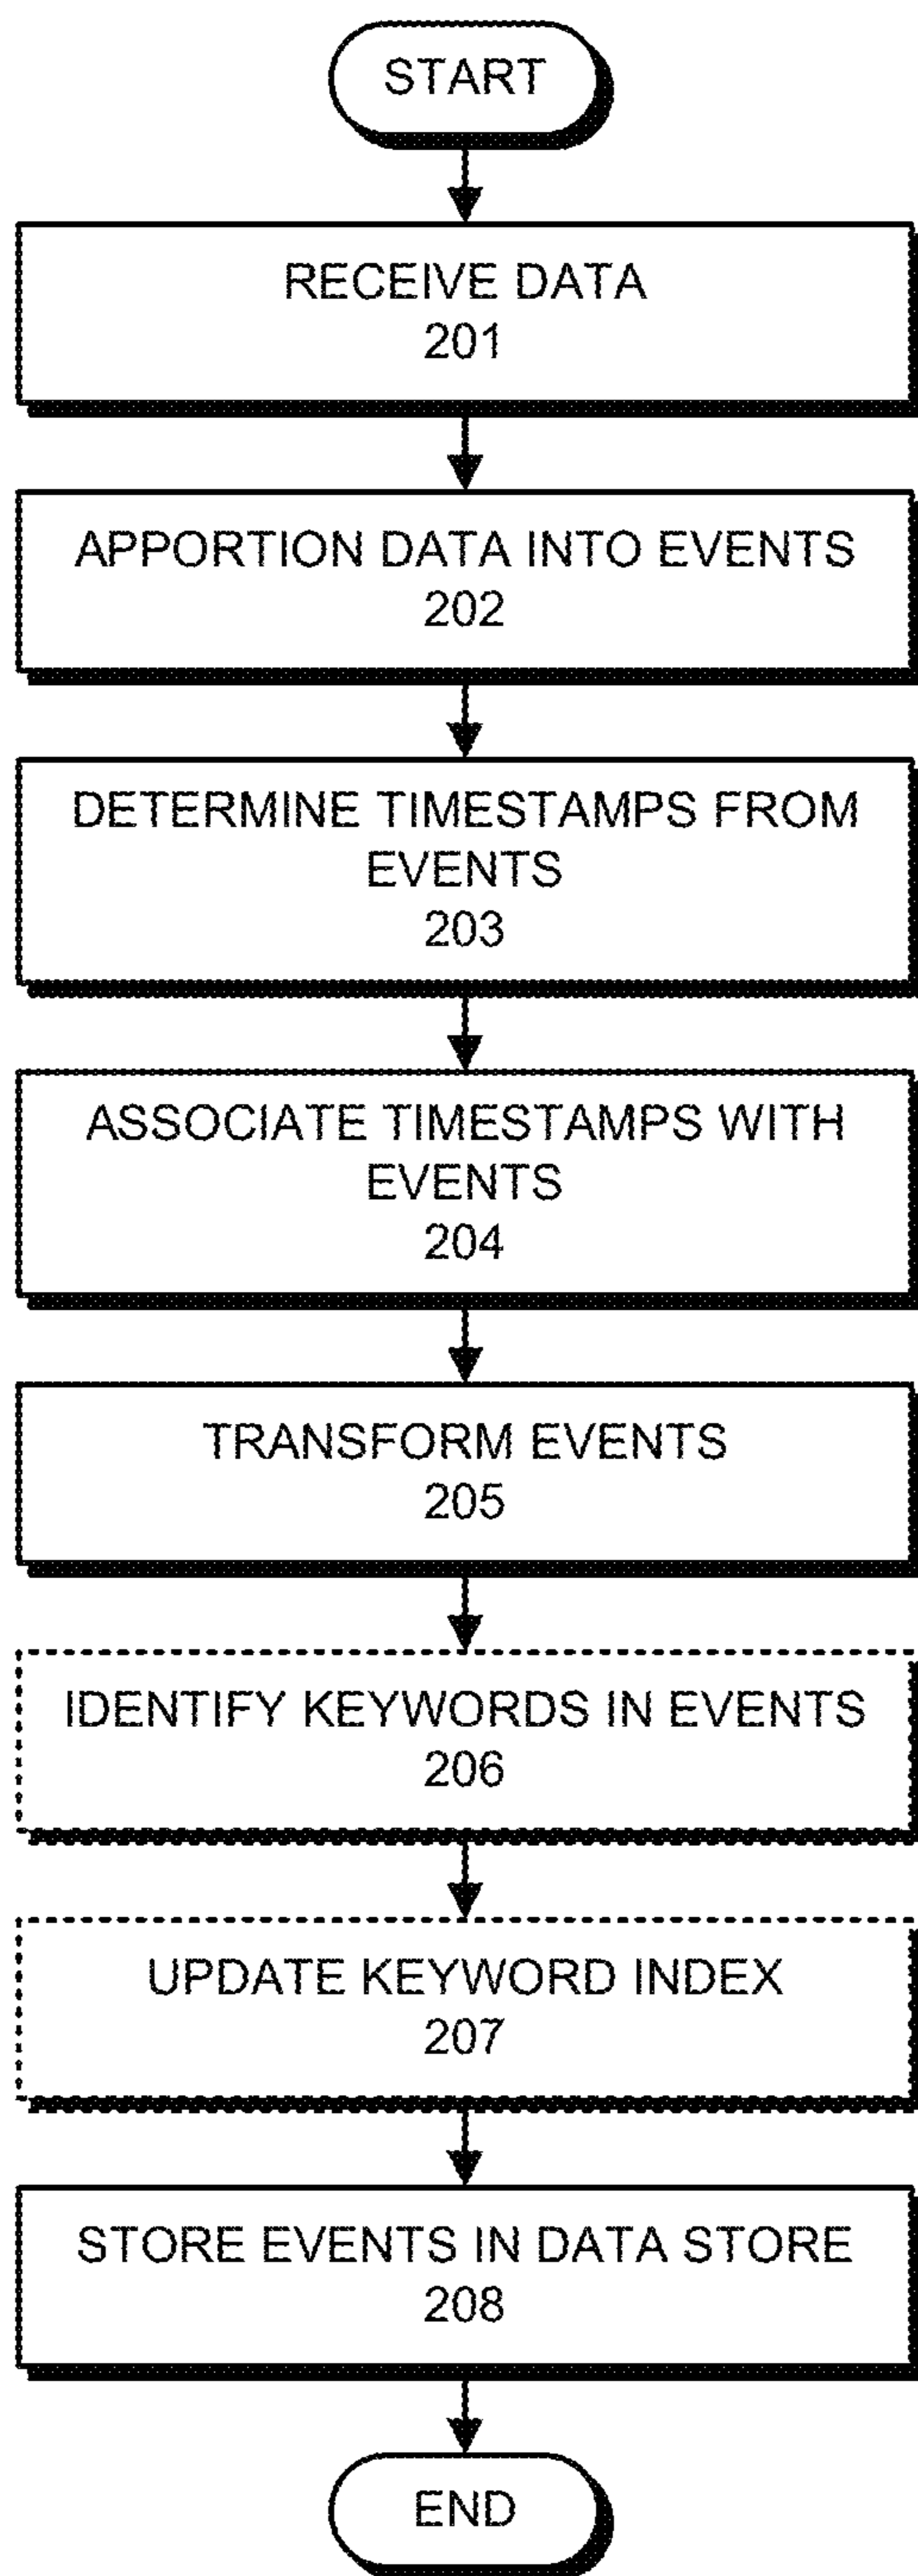 START
RECEIVE DATA
201
APPORTION DATA INTO EVENTS
202
DETERMINE TIMESTAMPS FROM
EVENTS
203
ASSOCIATE TIMESTAMPS WITH
EVENTS
204
TRANSFORM EVENTS
205
IDENTIFY KEYWORDS IN EVENTS
206
UPDATE KEYWORD INDEX
207
STORE EVENTS IN DATA STORE
208
END